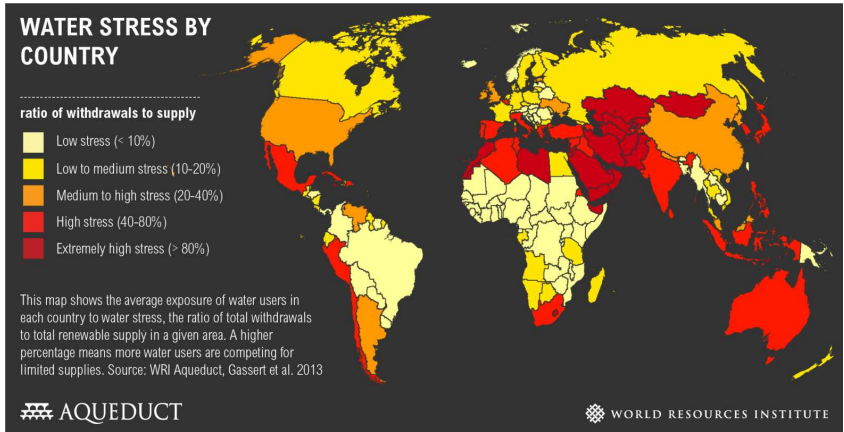 WATER STRESS BY
COUNTRY
ratio of withdrawals to supply
Low stress (< 10%)
Low to medium stress (10-20%)
Medium to high stress (20-40%)
High stress (40-80%)
Extremely high stress (> 80%)
This map shows the average exposure of water users in
each country to water stress, the ratio of total withdrawals
to total renewable supply in a given area. A higher
percentage means more water users are competing for
limited supplies. Source: WRI Aqueduct, Gassert et al. 2013
AQUEDUCT
WORLD RESOURCES INSTITUTE